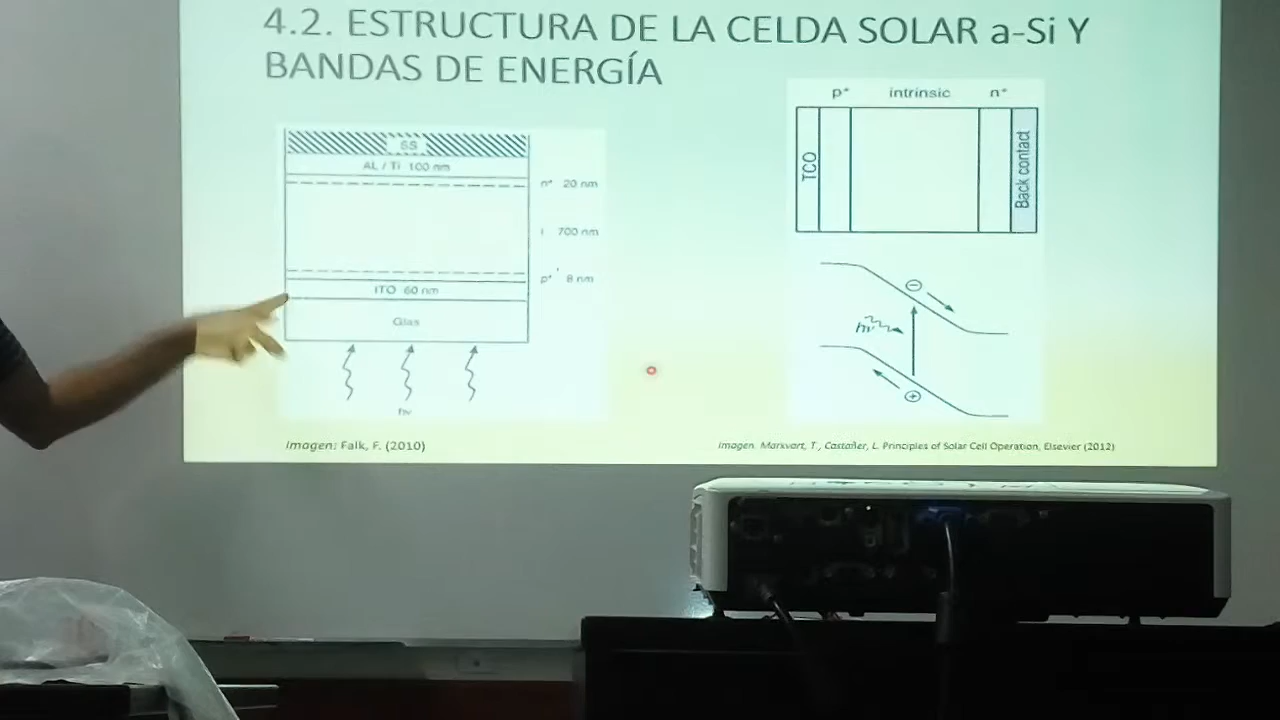 4.2. ESTRUCTURA DE LA CELDA SOLAR a-Si Y
BANDAS DE ENERGÍA
SS
AL / Ti 100 nm
n⁺ 20 nm
i 700 nm
p⁺ 8 nm
ITO 60 nm
Glas
hν
Imagen: Falk, F. (2010)
p⁺ intrinsic n⁺
TCO
Back contact
−
hν
+
Imagen. Marxvart, T., Castañer, L. Principles of Solar Cell Operation, Elsevier (2012)